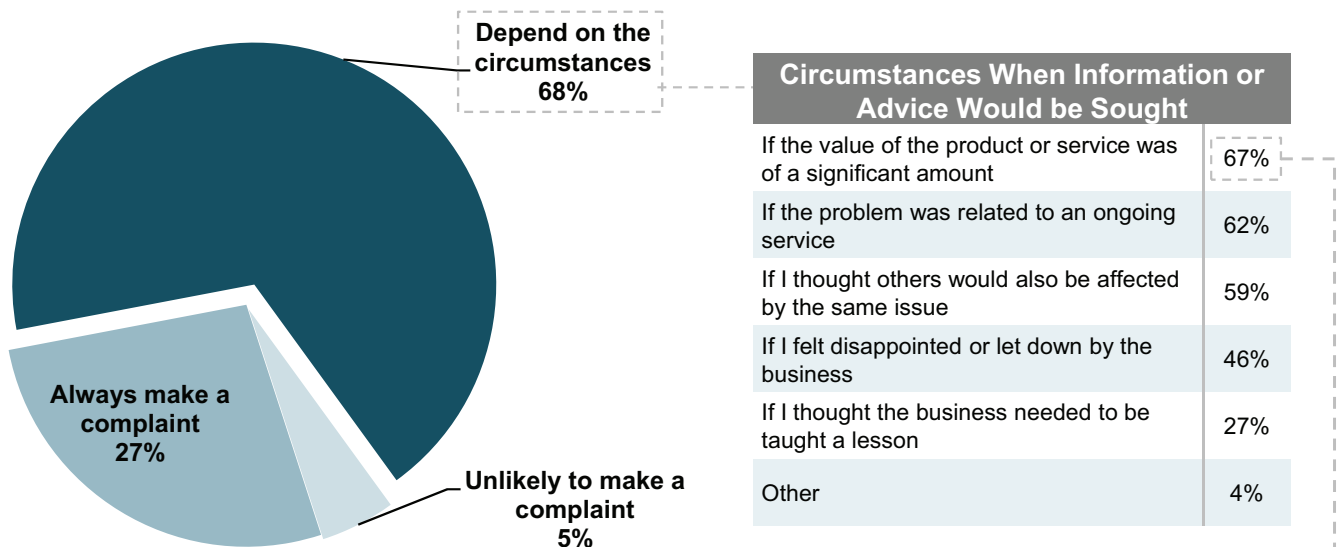 Depend on the
circumstances
68%
Always make a
complaint
27%
Unlikely to make a
complaint
5%
Circumstances When Information or
Advice Would be Sought
If the value of the product or service was
of a significant amount
67%
If the problem was related to an ongoing
service
62%
If I thought others would also be affected
by the same issue
59%
If I felt disappointed or let down by the
business
46%
If I thought the business needed to be
taught a lesson
27%
Other
4%